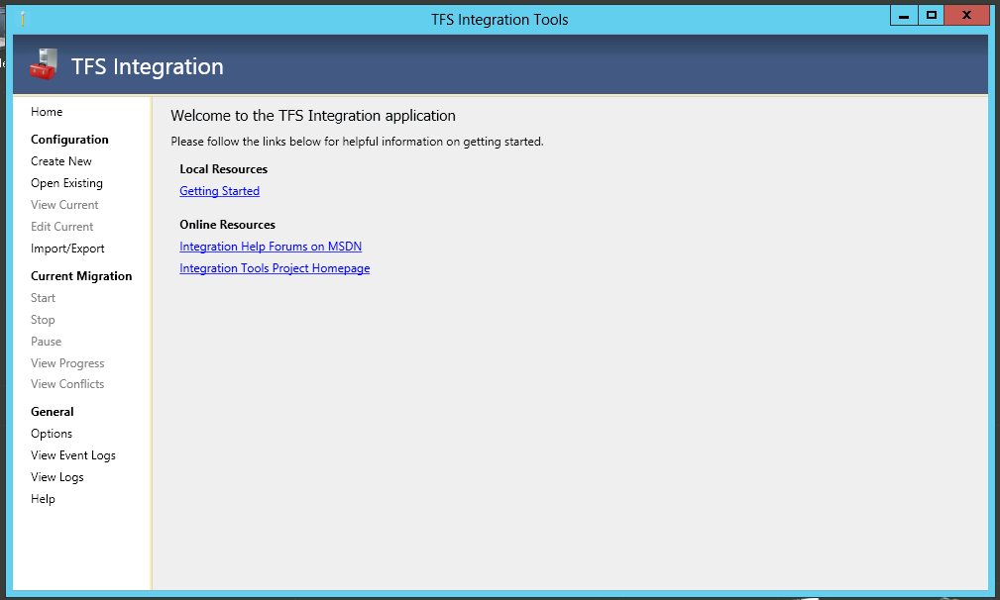 TFS Integration Tools
TFS Integration
Home
Configuration
Create New
Open Existing
View Current
Edit Current
Import/Export
Current Migration
Start
Stop
Pause
View Progress
View Conflicts
General
Options
View Event Logs
View Logs
Help
Welcome to the TFS Integration application
Please follow the links below for helpful information on getting started.
Local Resources
Getting Started
Online Resources
Integration Help Forums on MSDN
Integration Tools Project Homepage